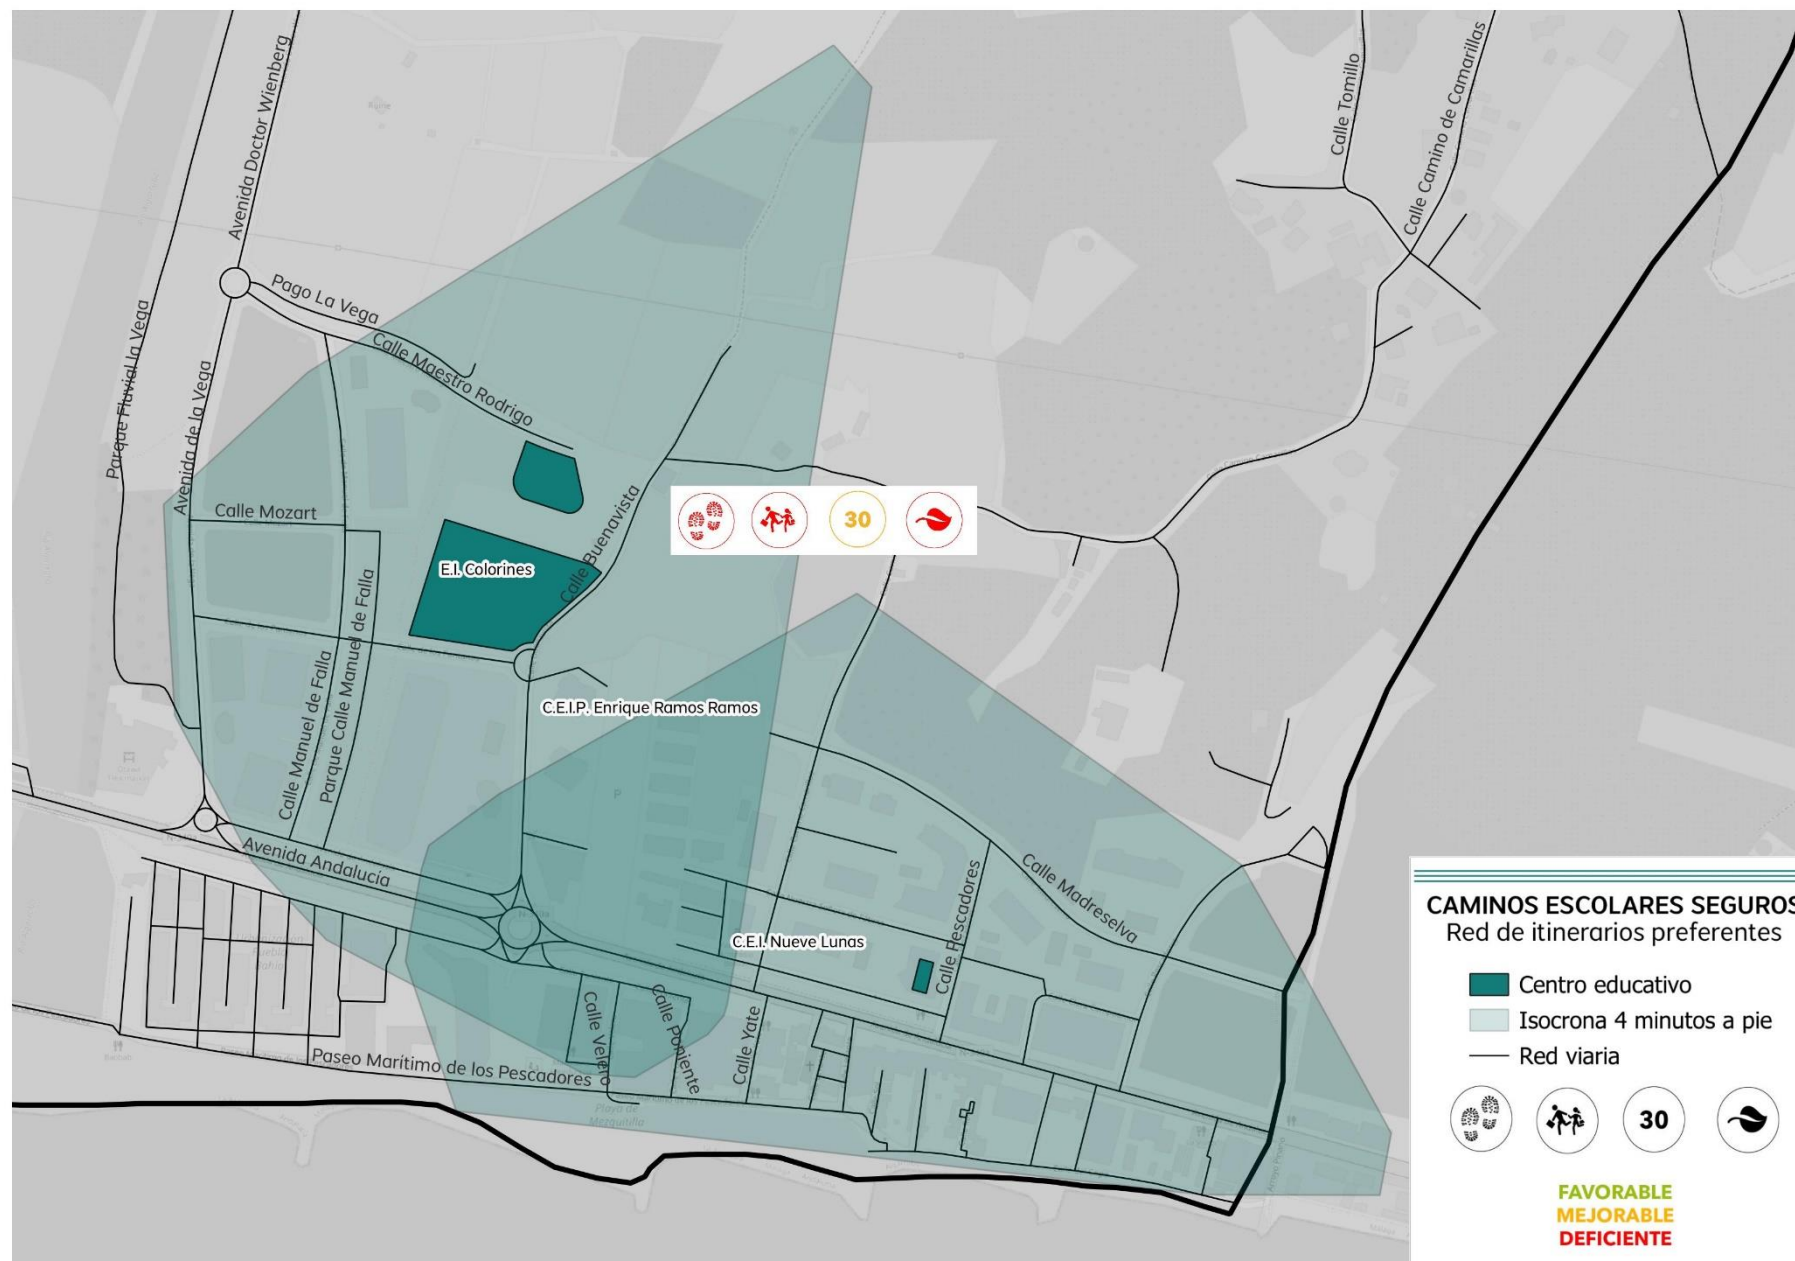 Avenida Doctor Wienberg
Calle Tomillo
Calle Camino de Camarillas
Pago La Vega
Calle Maestro Rodrigo
Parque Fluvial la Vega
Avenida de la Vega
Calle Mozart
E.I. Colorines
Calle Buenavista
30
Calle Manuel de Falla
Parque Calle Manuel de Falla
C.E.I.P. Enrique Ramos Ramos
Avenida Andalucía
Calle Pescadores
Calle Madreselva
C.E.I. Nueve Lunas
Calle Velero
Calle Poniente
Calle Yate
Paseo Marítimo de los Pescadores
Playa de
Mezquitilla
CAMINOS ESCOLARES SEGUROS
Red de itinerarios preferentes
Centro educativo
Isocrona 4 minutos a pie
Red viaria
30
FAVORABLE
MEJORABLE
DEFICIENTE